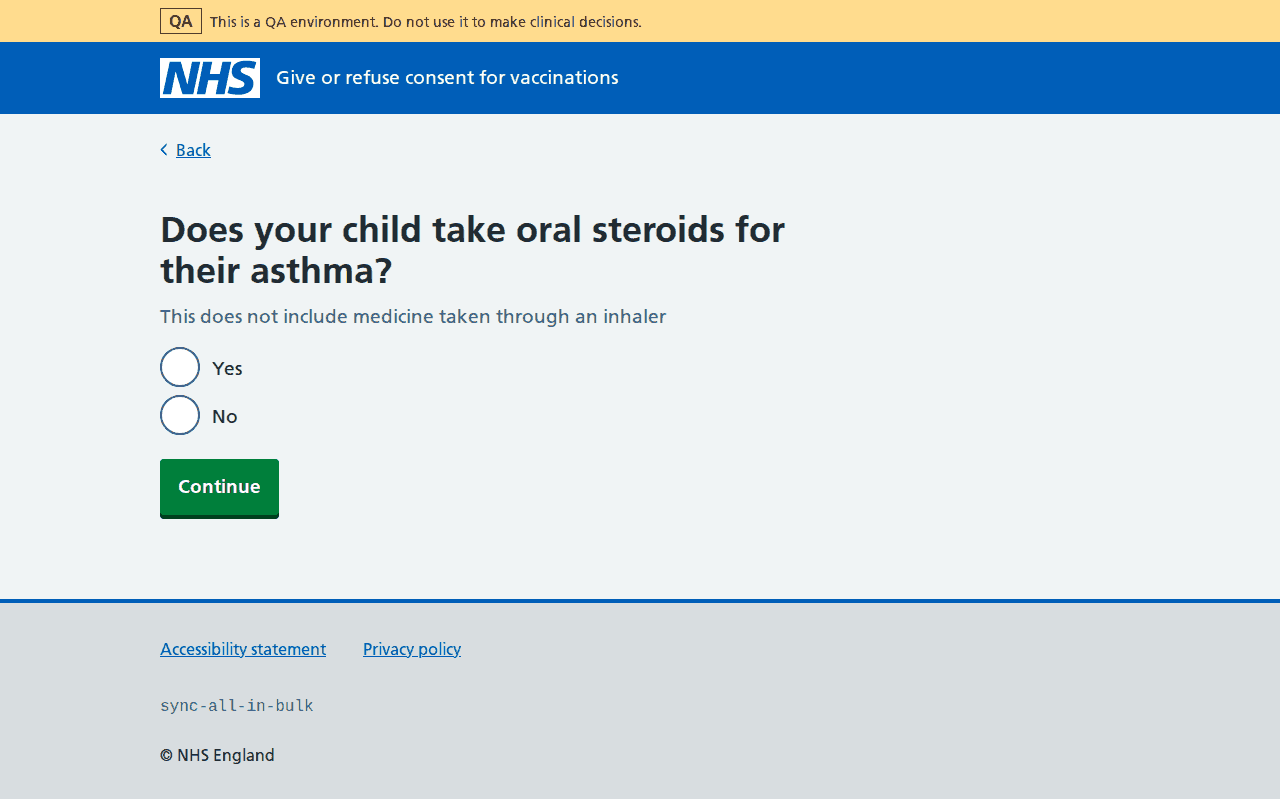 QA This is a QA environment. Do not use it to make clinical decisions.
NHS Give or refuse consent for vaccinations
Back
Does your child take oral steroids for
their asthma?
This does not include medicine taken through an inhaler
Yes
No
Continue
Accessibility statement Privacy policy
sync-all-in-bulk
© NHS England